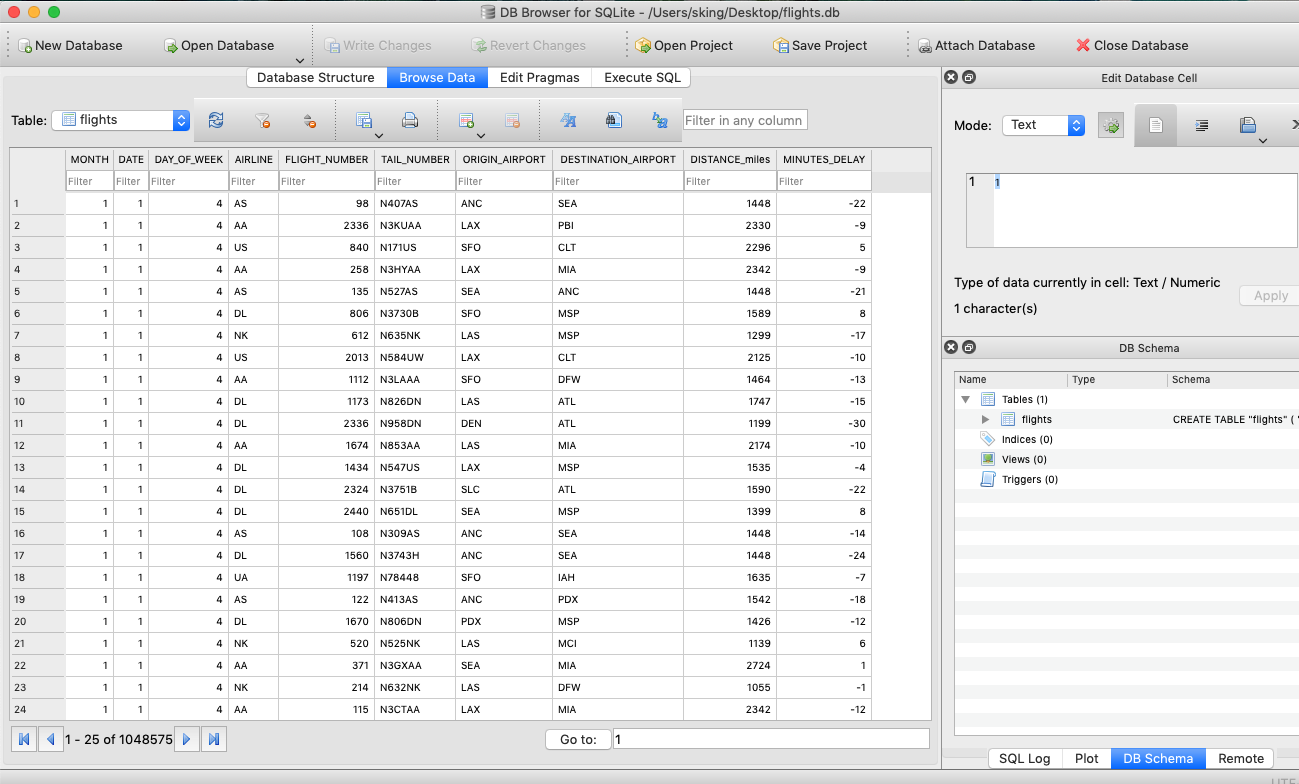 DB Browser for SQLite - /Users/sking/Desktop/flights.db
New Database Open Database Write Changes Revert Changes Open Project Save Project Attach Database Close Database
Database Structure Browse Data Edit Pragmas Execute SQL
Table: flights Filter in any column
MONTH DATE DAY_OF_WEEK AIRLINE FLIGHT_NUMBER TAIL_NUMBER ORIGIN_AIRPORT DESTINATION_AIRPORT DISTANCE_miles MINUTES_DELAY
Filter Filter Filter Filter Filter Filter Filter Filter Filter Filter
1 1 1 4 AS 98 N407AS ANC SEA 1448 -22
2 1 1 4 AA 2336 N3KUAA LAX PBI 2330 -9
3 1 1 4 US 840 N171US SFO CLT 2296 5
4 1 1 4 AA 258 N3HYAA LAX MIA 2342 -9
5 1 1 4 AS 135 N527AS SEA ANC 1448 -21
6 1 1 4 DL 806 N3730B SFO MSP 1589 8
7 1 1 4 NK 612 N635NK LAS MSP 1299 -17
8 1 1 4 US 2013 N584UW LAX CLT 2125 -10
9 1 1 4 AA 1112 N3LAAA SFO DFW 1464 -13
10 1 1 4 DL 1173 N826DN LAS ATL 1747 -15
11 1 1 4 DL 2336 N958DN DEN ATL 1199 -30
12 1 1 4 AA 1674 N853AA LAS MIA 2174 -10
13 1 1 4 DL 1434 N547US LAX MSP 1535 -4
14 1 1 4 DL 2324 N3751B SLC ATL 1590 -22
15 1 1 4 DL 2440 N651DL SEA MSP 1399 8
16 1 1 4 AS 108 N309AS ANC SEA 1448 -14
17 1 1 4 DL 1560 N3743H ANC SEA 1448 -24
18 1 1 4 UA 1197 N78448 SFO IAH 1635 -7
19 1 1 4 AS 122 N413AS ANC PDX 1542 -18
20 1 1 4 DL 1670 N806DN PDX MSP 1426 -12
21 1 1 4 NK 520 N525NK LAS MCI 1139 6
22 1 1 4 AA 371 N3GXAA SEA MIA 2724 1
23 1 1 4 NK 214 N632NK LAS DFW 1055 -1
24 1 1 4 AA 115 N3CTAA LAX MIA 2342 -12
1 - 25 of 1048575 Go to: 1
Edit Database Cell
Mode: Text
1 1
Type of data currently in cell: Text / Numeric
1 character(s)
Apply
DB Schema
Name Type Schema
Tables (1)
flights CREATE TABLE "flights" ( "
Indices (0)
Views (0)
Triggers (0)
SQL Log Plot DB Schema Remote